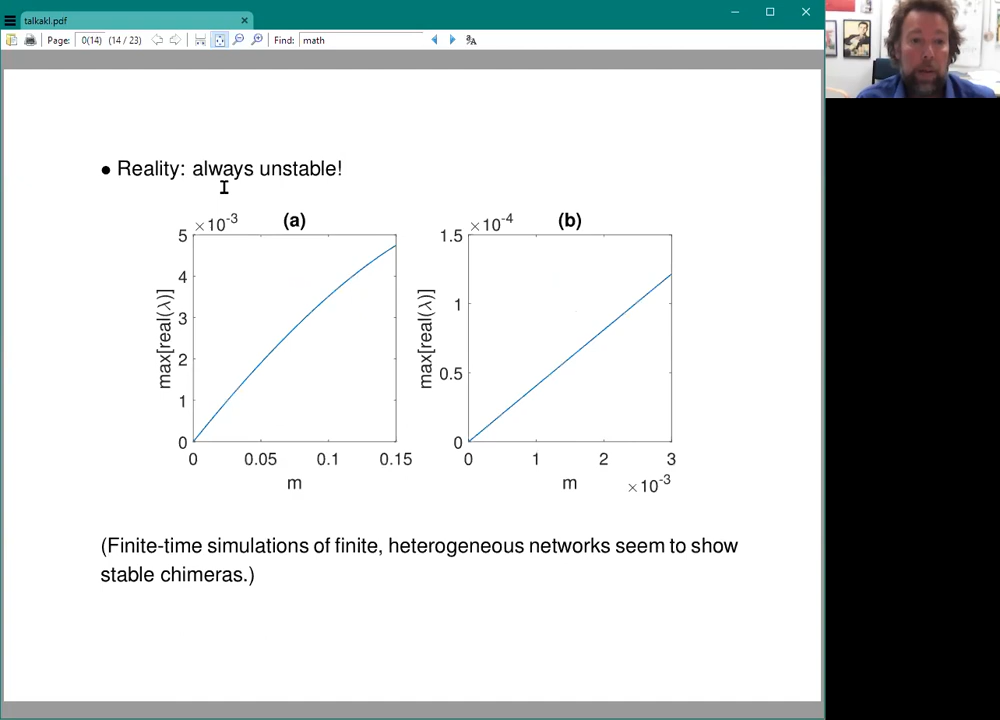 talkakl.pdf
Page: 0(14) (14 / 23) Find: math
• Reality: always unstable!
×10-3 (a)
5
4
3
2
1
0
max[real(λ)]
0 0.05 0.1 0.15
m
×10-4 (b)
1.5
1
0.5
0
max[real(λ)]
0 1 2 3
m ×10-3
(Finite-time simulations of finite, heterogeneous networks seem to show
stable chimeras.)